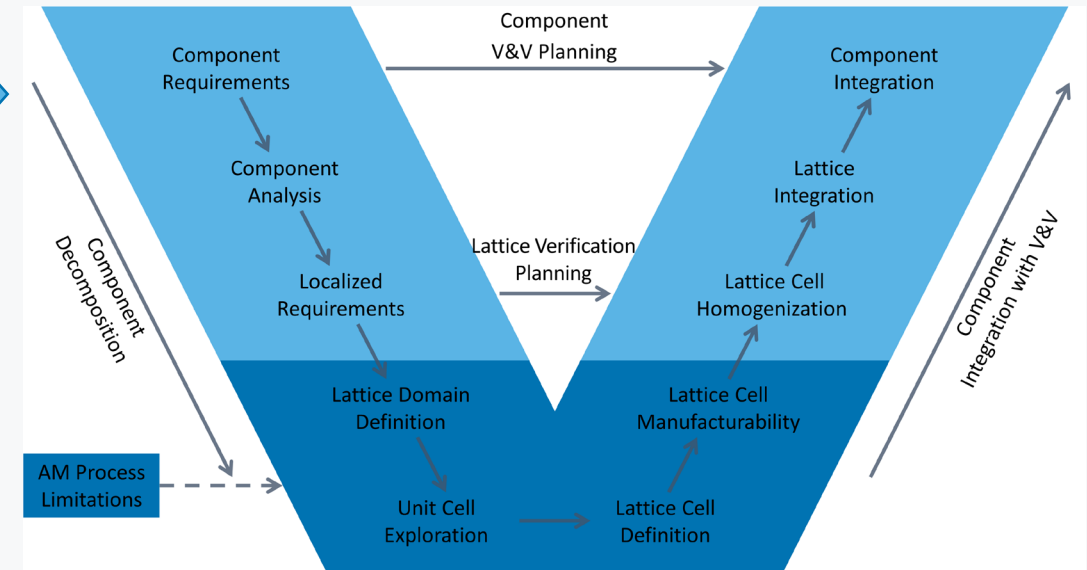 Component
V&V Planning
Component
Requirements
Component
Integration
Component
Analysis
Lattice
Integration
Lattice Verification
Planning
Localized
Requirements
Lattice Cell
Homogenization
Component
Decomposition
Component
Integration with V&V
Lattice Domain
Definition
Lattice Cell
Manufacturability
AM Process
Limitations
Unit Cell
Exploration
Lattice Cell
Definition